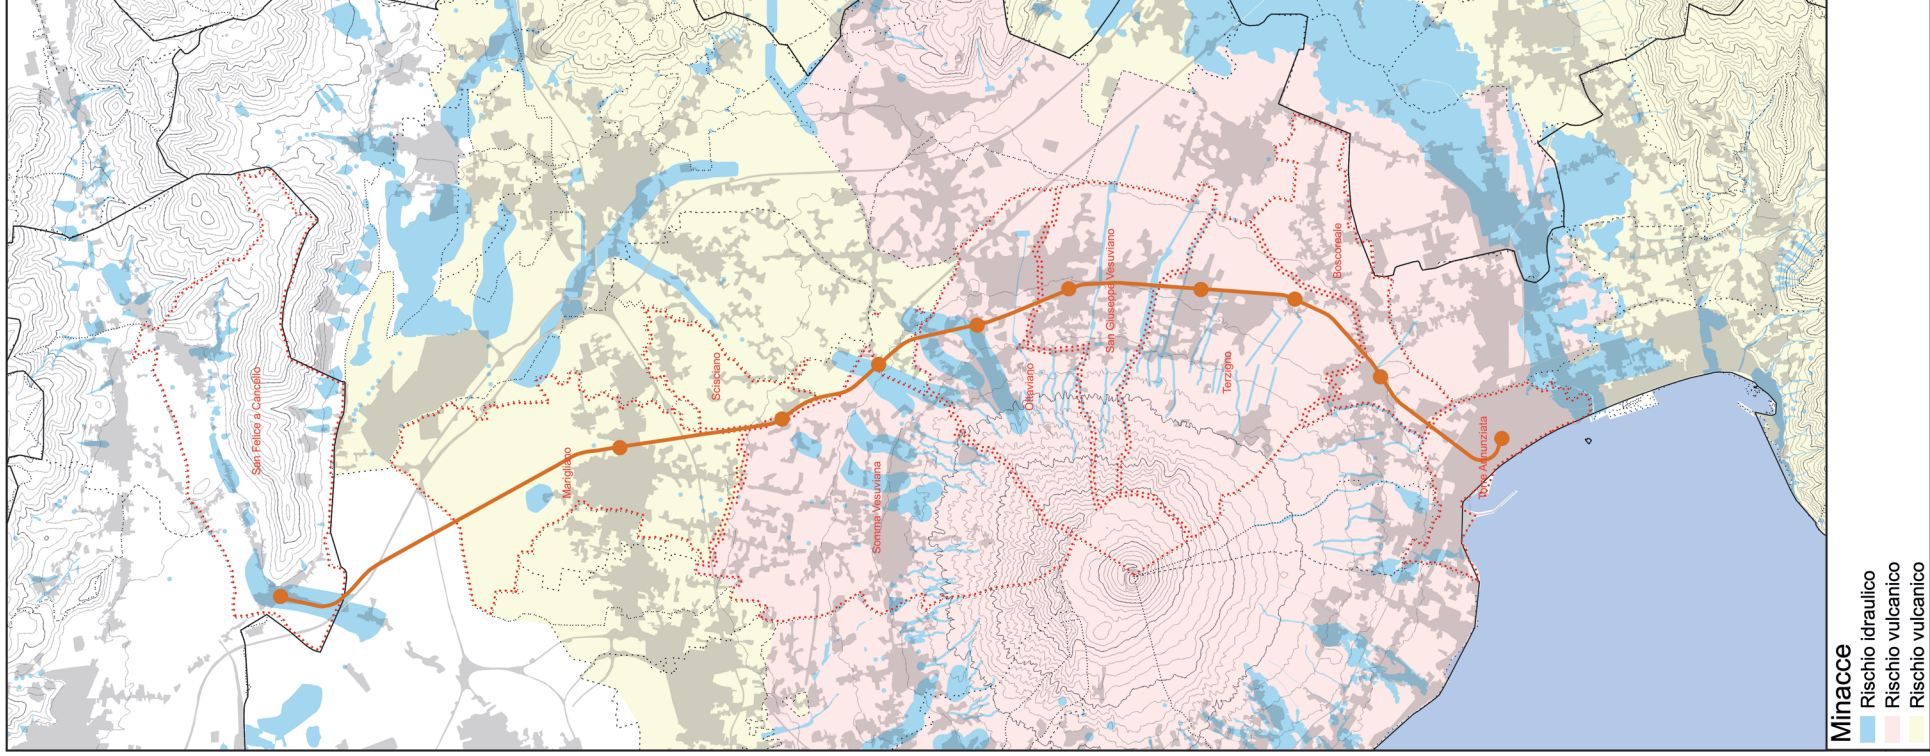 San Felice a Cancello
Marigliano
Scisciano
Somma Vesuviana
Ottaviano
San Giuseppe Vesuviano
Terzigno
Boscoreale
Torre Annunziata
Minacce
Rischio idraulico
Rischio vulcanico
Rischio vulcanico